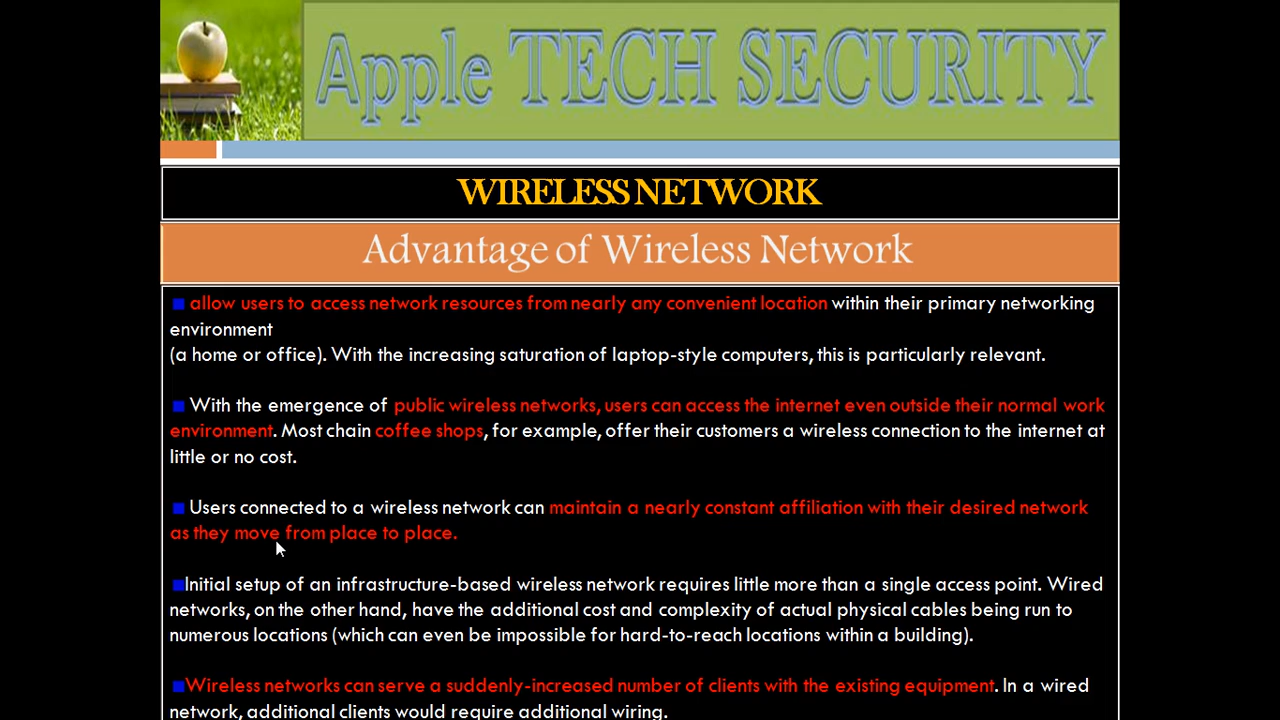 Apple TECH SECURITY
WIRELESS NETWORK
Advantage of Wireless Network
allow users to access network resources from nearly any convenient location within their primary networking
environment
(a home or office). With the increasing saturation of laptop-style computers, this is particularly relevant.
With the emergence of public wireless networks, users can access the internet even outside their normal work
environment. Most chain coffee shops, for example, offer their customers a wireless connection to the internet at
little or no cost.
Users connected to a wireless network can maintain a nearly constant affiliation with their desired network
as they move from place to place.
Initial setup of an infrastructure-based wireless network requires little more than a single access point. Wired
networks, on the other hand, have the additional cost and complexity of actual physical cables being run to
numerous locations (which can even be impossible for hard-to-reach locations within a building).
Wireless networks can serve a suddenly-increased number of clients with the existing equipment. In a wired
network, additional clients would require additional wiring.